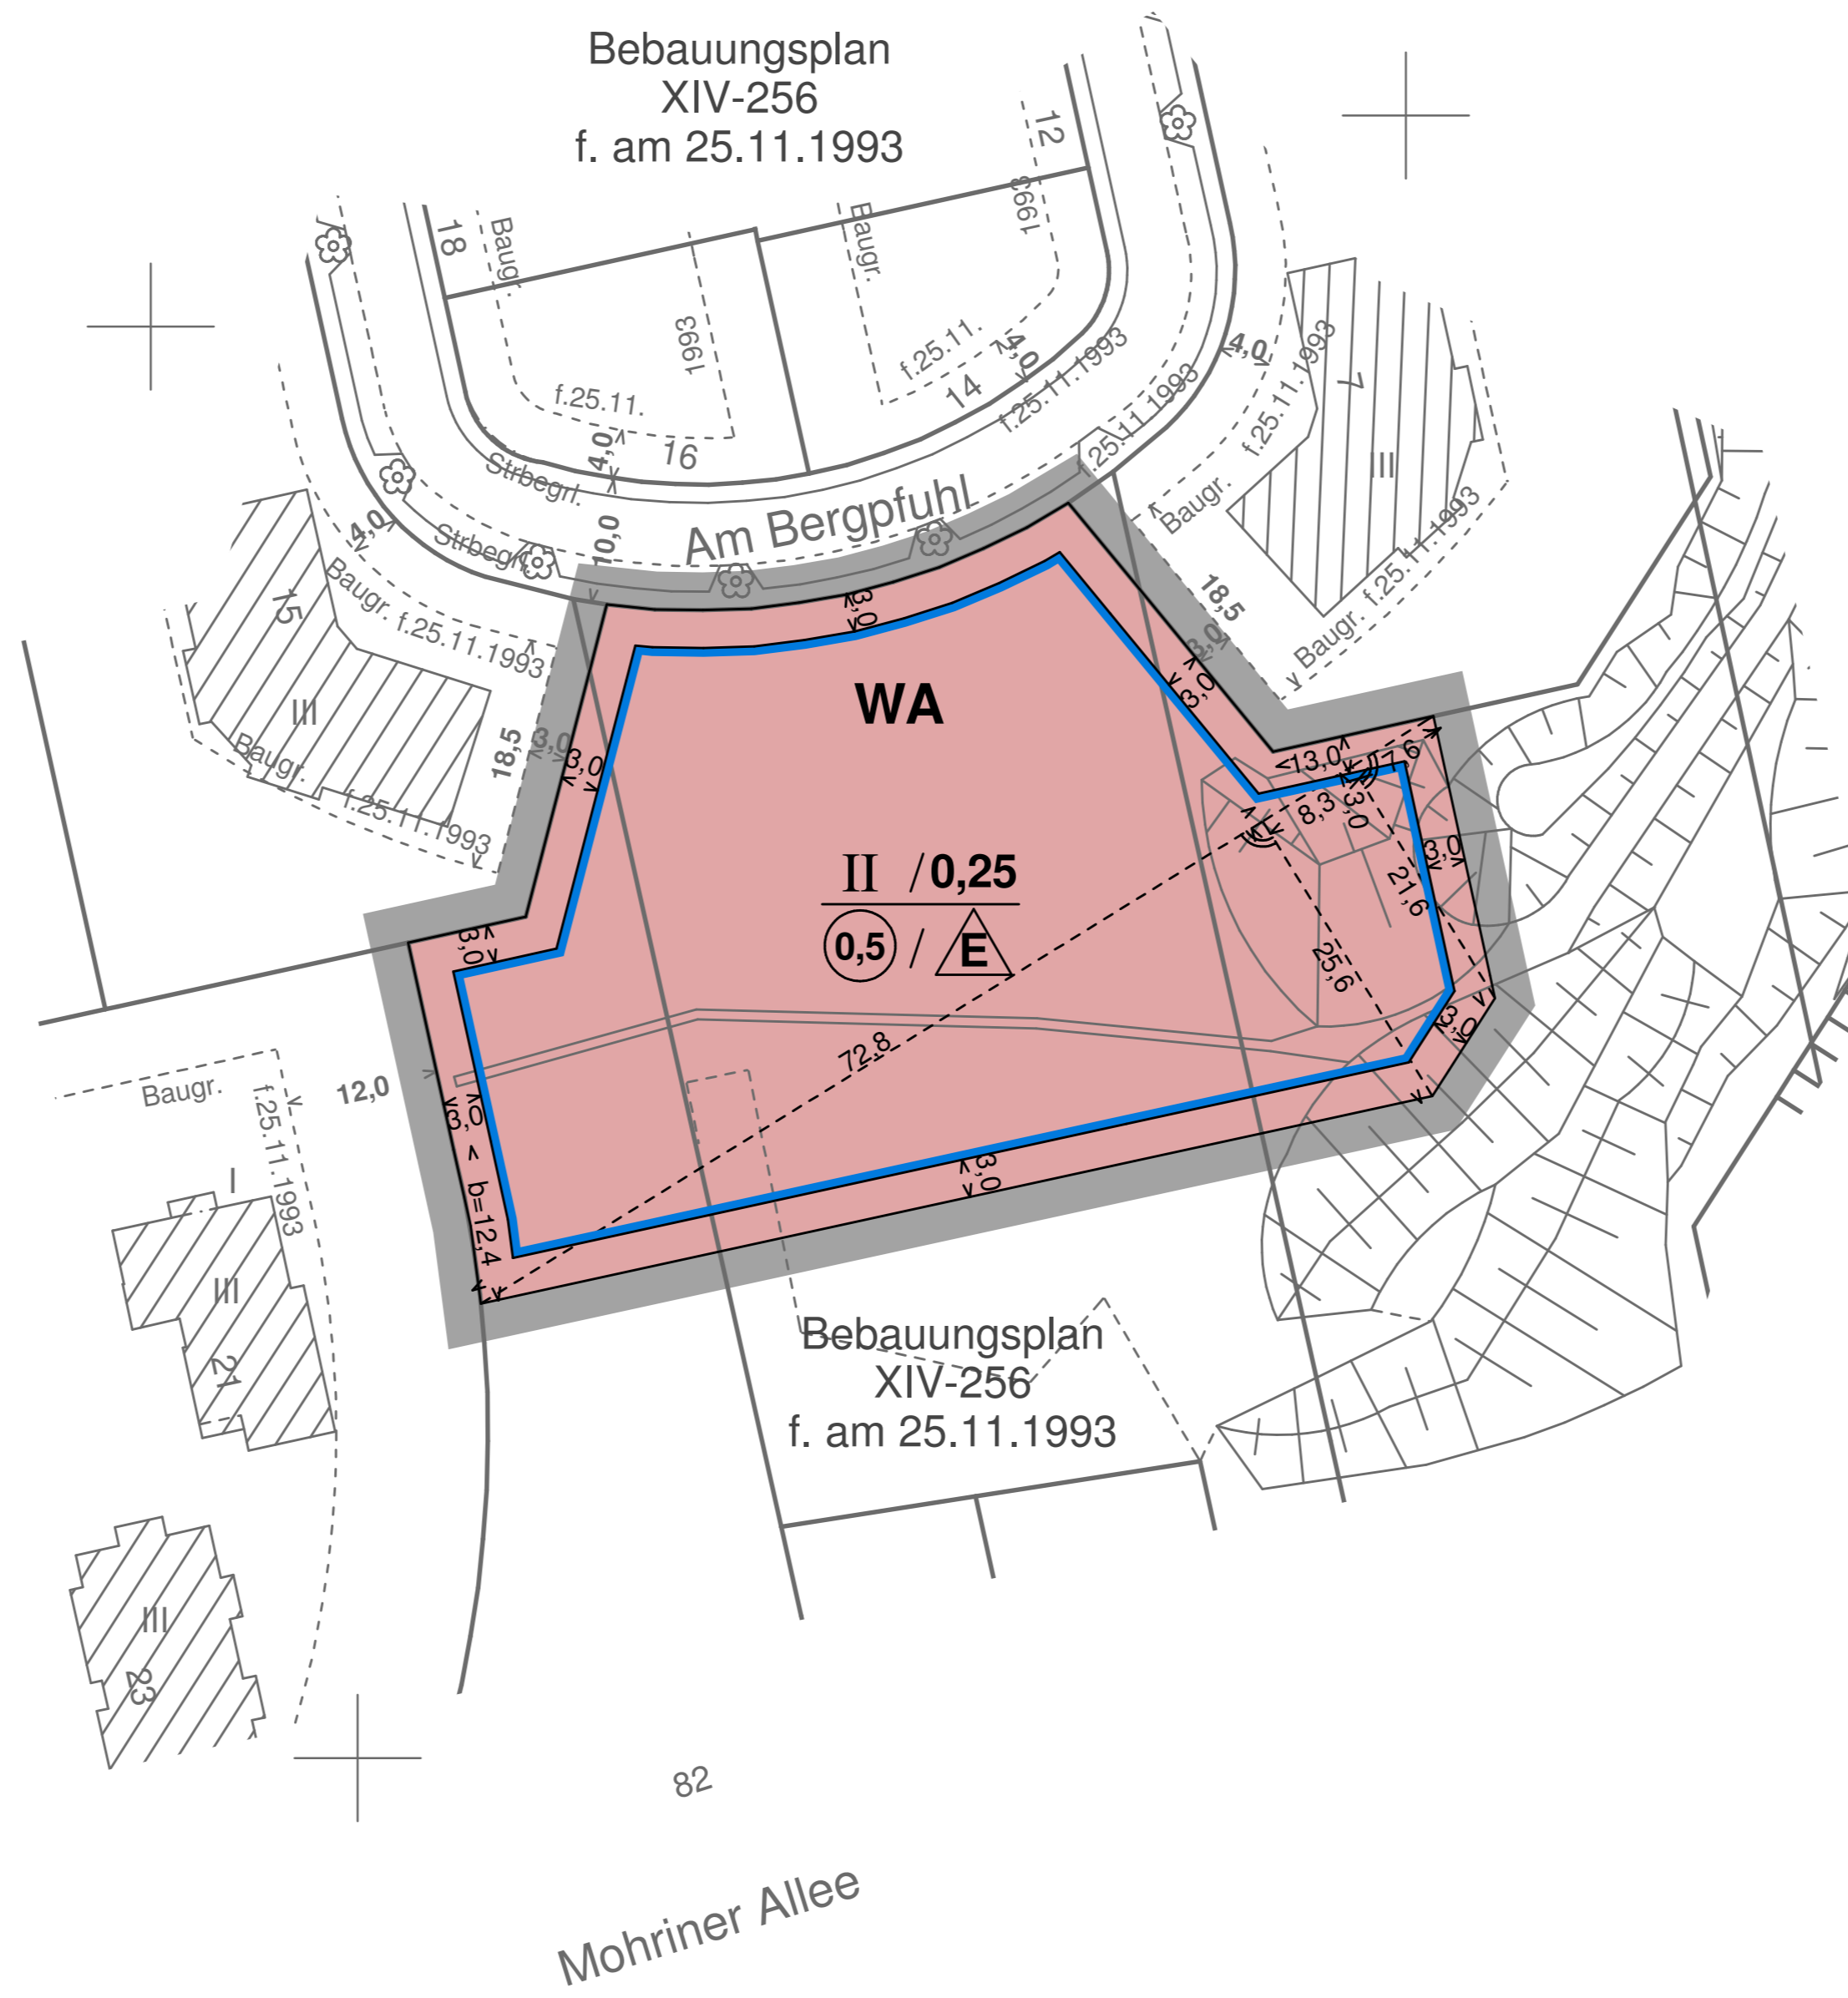 Bebauungsplan
XIV-256
f. am 25.11.1993
12
1993
18
Baugr.
Baugr.
1993
f.25.11.
4,0
14
f.25.11.1993
f.25.11.
4,0
16
Strbegrl.
Strbegrl.
f.25.11.1993
4,0
f.25.11.1993
7
III
Baugr.
Baugr. f.25.11.1993
18,5
3,0
4,0
10,0
Am Bergpfuhl
15
Baugr. f.25.11.1993
III
Baugr.
f.25.11.1993
18,5
3,0
3,0
3,0
3,0
WA
<13,0
17,6
8,3
3,0
3,0
21,6
25,6
3,0
II / 0,25
0,5 / E
72,8
3,0
3,0
b=12,4
3,0
12,0
Baugr.
f.25.11.1993
I
III
21
III
23
Bebauungsplan
XIV-256
f. am 25.11.1993
82
Mohriner Allee